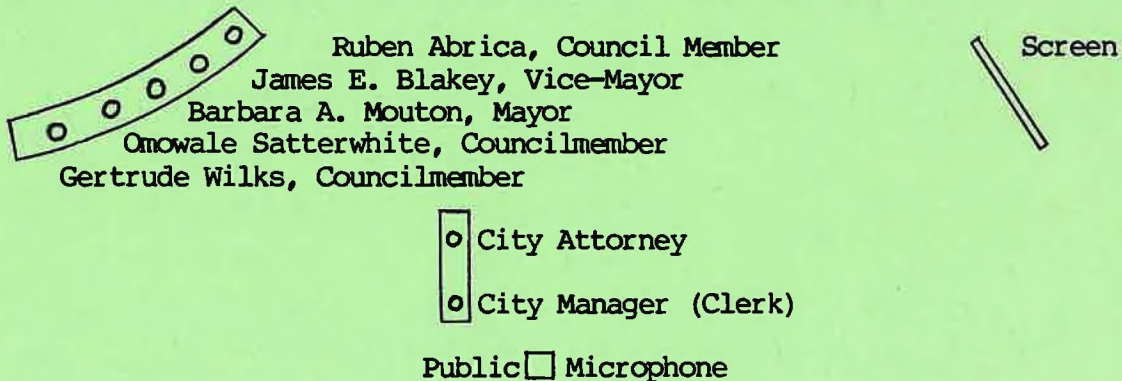 Ruben Abrica, Council Member
Screen
James E. Blakey, Vice-Mayor
Barbara A. Mouton, Mayor
Omowale Satterwhite, Councilmember
Gertrude Wilks, Councilmember
City Attorney
City Manager (Clerk)
Public Microphone